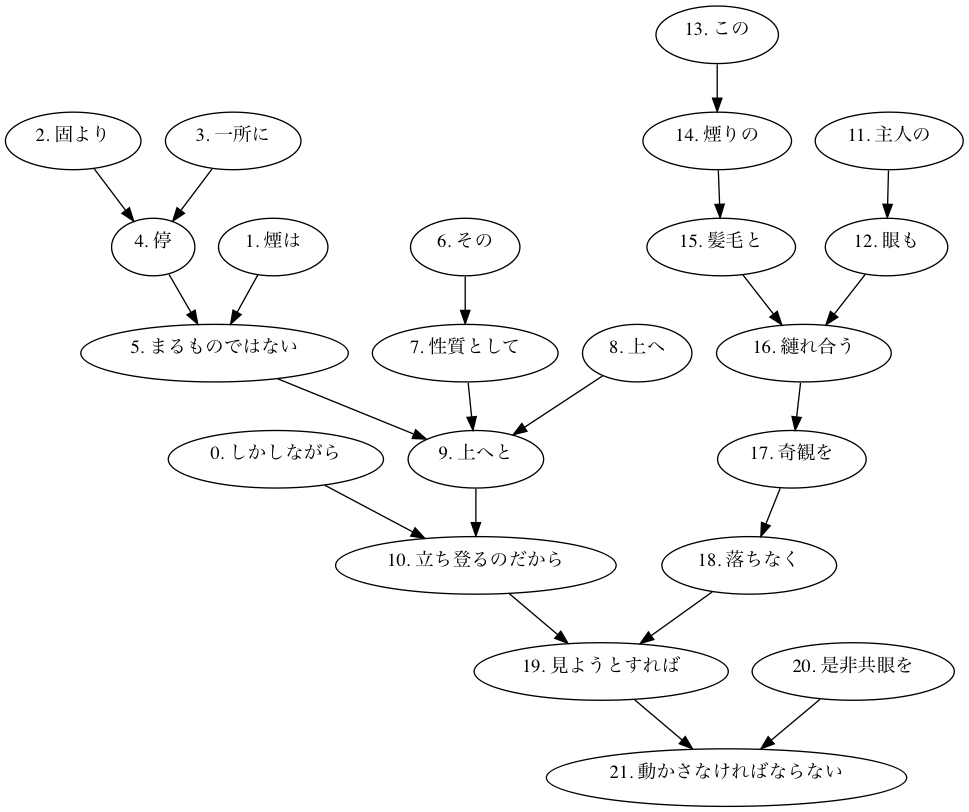 13. この
2. 固より
3. 一所に
14. 煙りの
11. 主人の
4. 停
1. 煙は
6. その
15. 髪毛と
12. 眼も
5. まるものではない
7. 性質として
8. 上へ
16. 縺れ合う
0. しかしながら
9. 上へと
17. 奇観を
10. 立ち登るのだから
18. 落ちなく
19. 見ようとすれば
20. 是非共眼を
21. 動かさなければならない